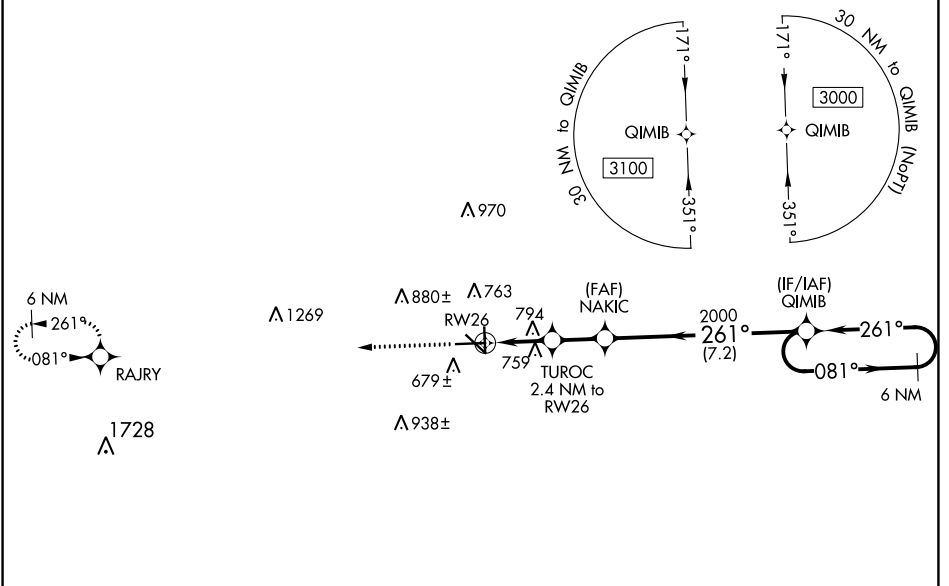 171°
30 NM to QIMIB
QIMIB
3100
351°
171°
30 NM to QIMIB (NoPT)
3000
QIMIB
351°
970
6 NM
261°
081°
RAJRY
1269
880±
763
RW26
794
759
679±
938±
1728
(FAF)
NAKIC
TUROC
2.4 NM to
RW26
2000
261°
(7.2)
(IF/IAF)
QIMIB
261°
081°
6 NM